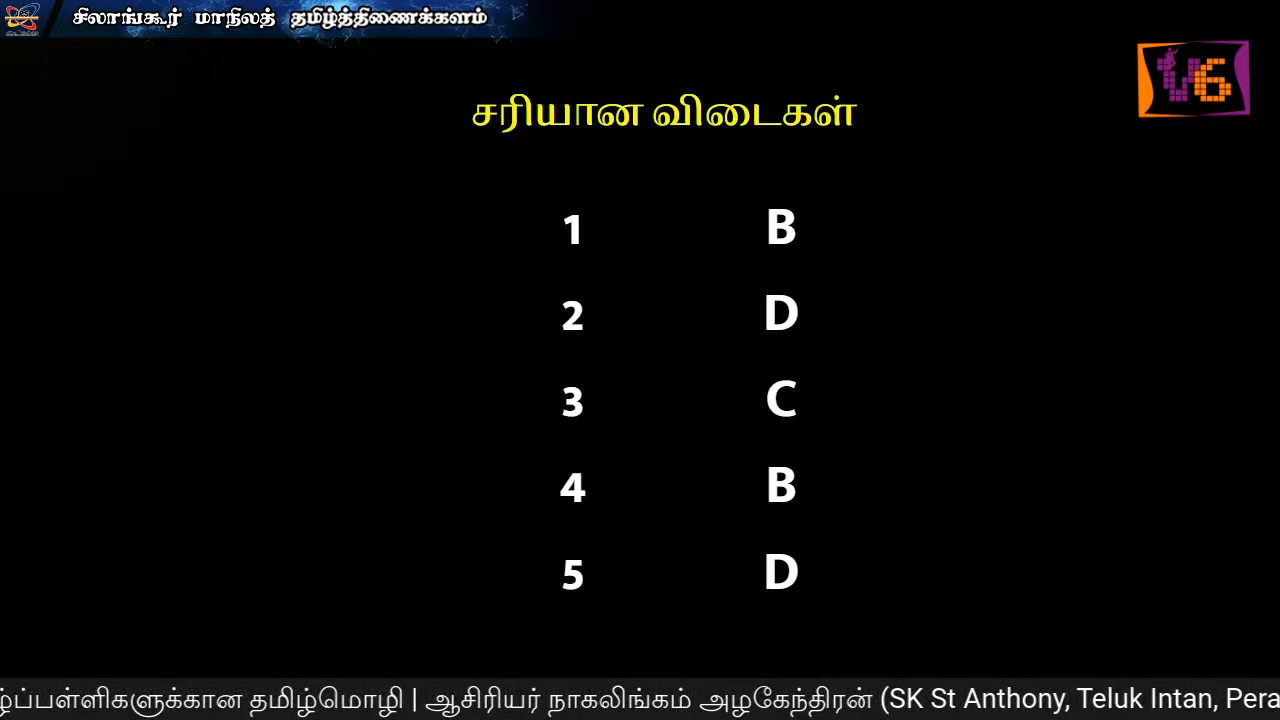 சிலாங்கூர் மாநிலத் தமிழ்த்திணைக்களம்
சரியான விடைகள்
1 B
2 D
3 C
4 B
5 D
ழ்ப்பள்ளிகளுக்கான தமிழ்மொழி | ஆசிரியர் நாகலிங்கம் அழகேந்திரன் (SK St Anthony, Teluk Intan, Pera